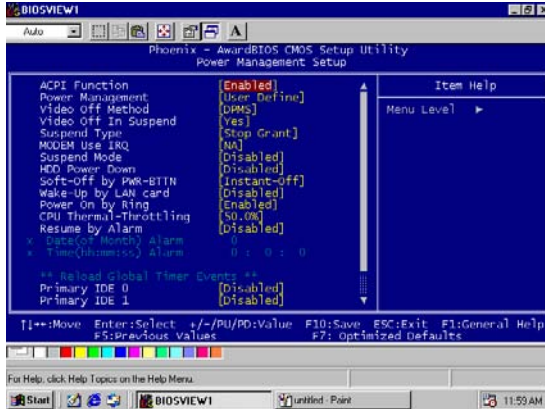 BIOSVIEW1
Auto
A
Phoenix - AwardBIOS CMOS Setup Utility
Power Management Setup
ACPI Function [Enabled]
Power Management [User Define]
Video Off Method [DPMS]
Video Off In Suspend [Yes]
Suspend Type [Stop Grant]
MODEM Use IRQ [NA]
Suspend Mode [Disabled]
HDD Power Down [Disabled]
Soft-Off by PWR-BTTN [Instant-Off]
Wake-Up by LAN card [Disabled]
Power On by Ring [Enabled]
CPU Thermal-Throttling [50.0%]
Resume by Alarm [Disabled]
x Date(of Month) Alarm 0
x Time(hh:mm:ss) Alarm 0 : 0 : 0
** Reload Global Timer Events **
Primary IDE 0 [Disabled]
Primary IDE 1 [Disabled]
Item Help
Menu Level ►
↑↓↔:Move Enter:Select +/-/PU/PD:Value F10:Save ESC:Exit F1:General Help
F5:Previous Values F7: Optimized Defaults
For Help, click Help Topics on the Help Menu.
Start BIOSVIEW1 untitled - Paint 11:59 AM